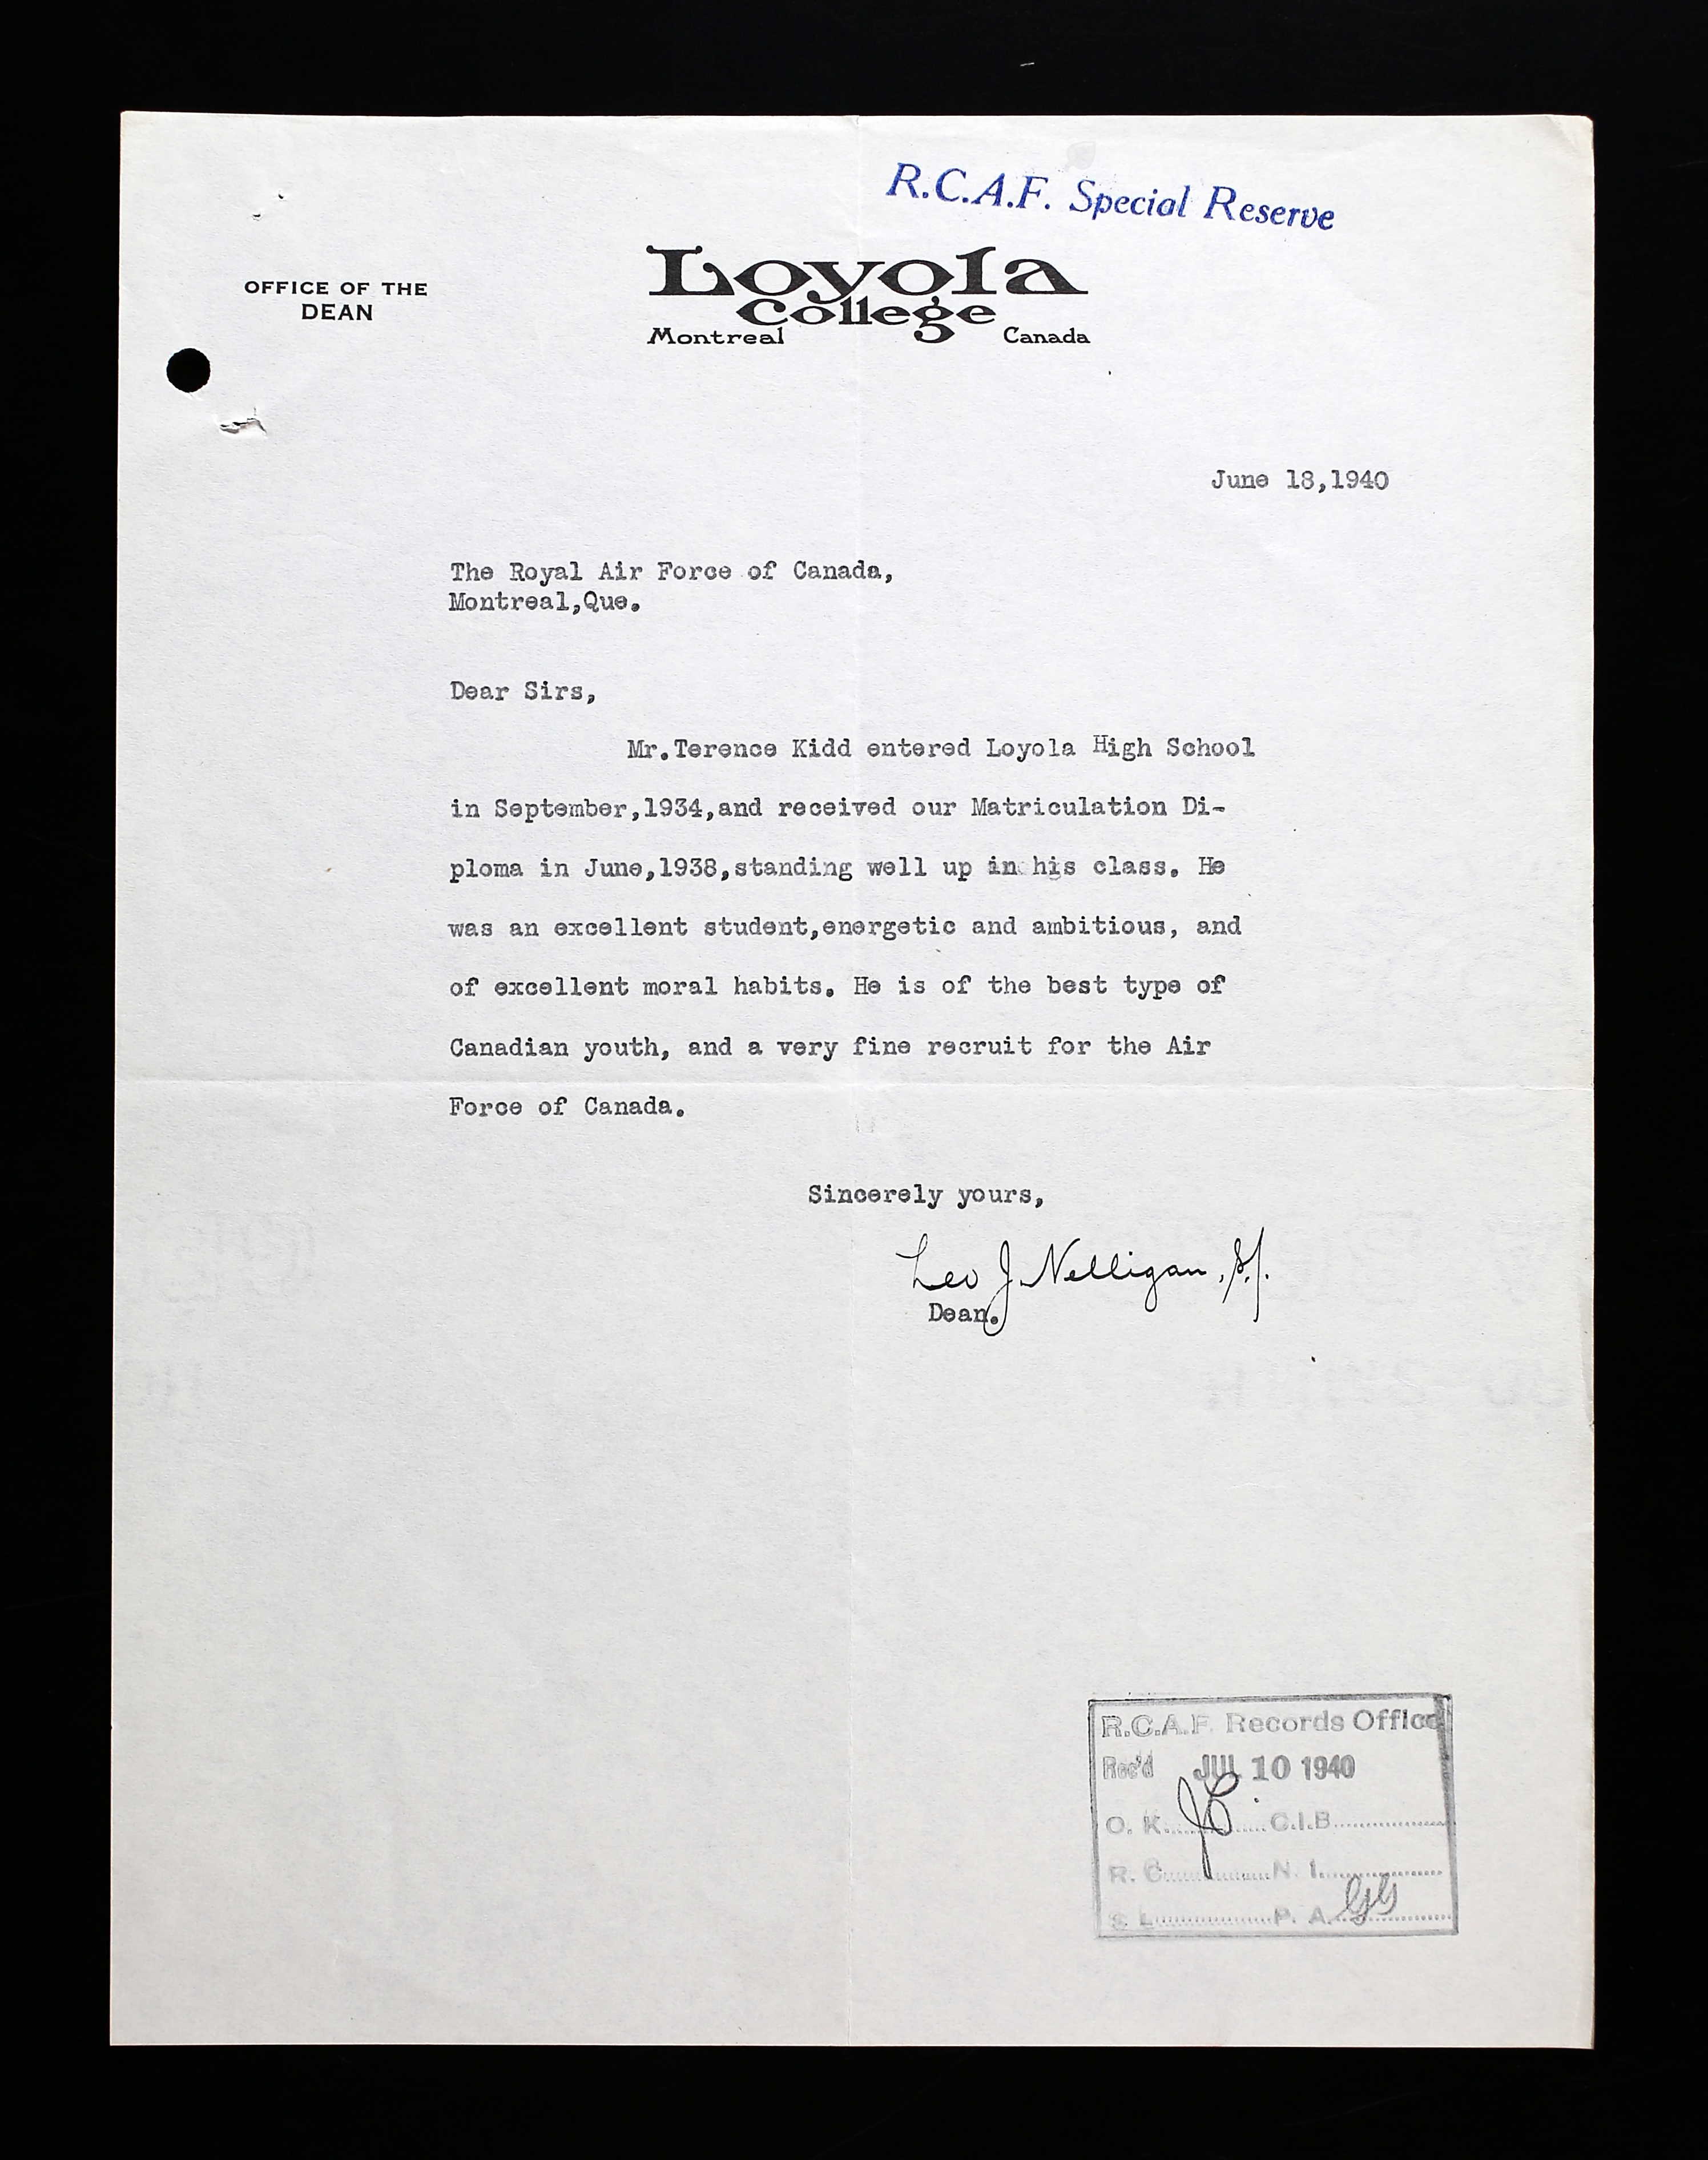 R.C.A.F. Special Reserve
OFFICE OF THE
DEAN
Loyola
College
Montreal Canada
June 18,1940
The Royal Air Force of Canada,
Montreal,Que.
Dear Sirs,
Mr.Terence Kidd entered Loyola High School
in September,1934,and received our Matriculation Di-
ploma in June,1938,standing well up in his class. He
was an excellent student,energetic and ambitious, and
of excellent moral habits. He is of the best type of
Canadian youth, and a very fine recruit for the Air
Force of Canada.
Sincerely yours,
Leo J. Nelligan, S.J.
Dean.
R.C.A.F. Records Office
Rec'd JUL 10 1940
O. K. C.I.B.
R. C. N. I.
S L P. A.